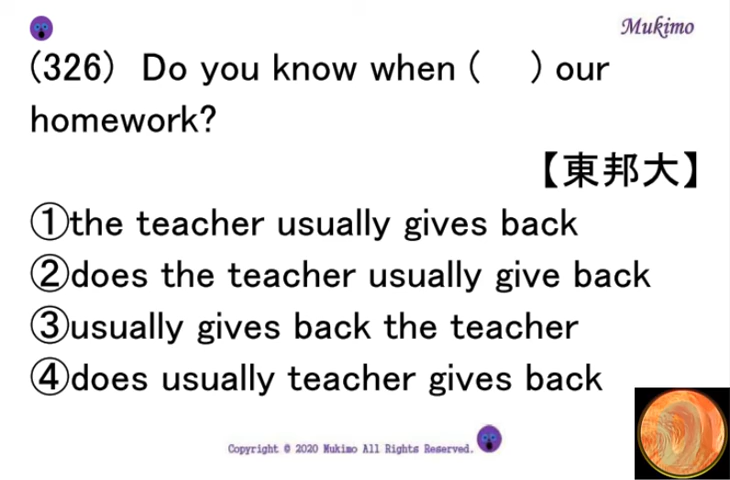 Mukimo
(326) Do you know when (  ) our
homework?
【東邦大】
①the teacher usually gives back
②does the teacher usually give back
③usually gives back the teacher
④does usually teacher gives back
Copyright © 2020 Mukimo All Rights Reserved.